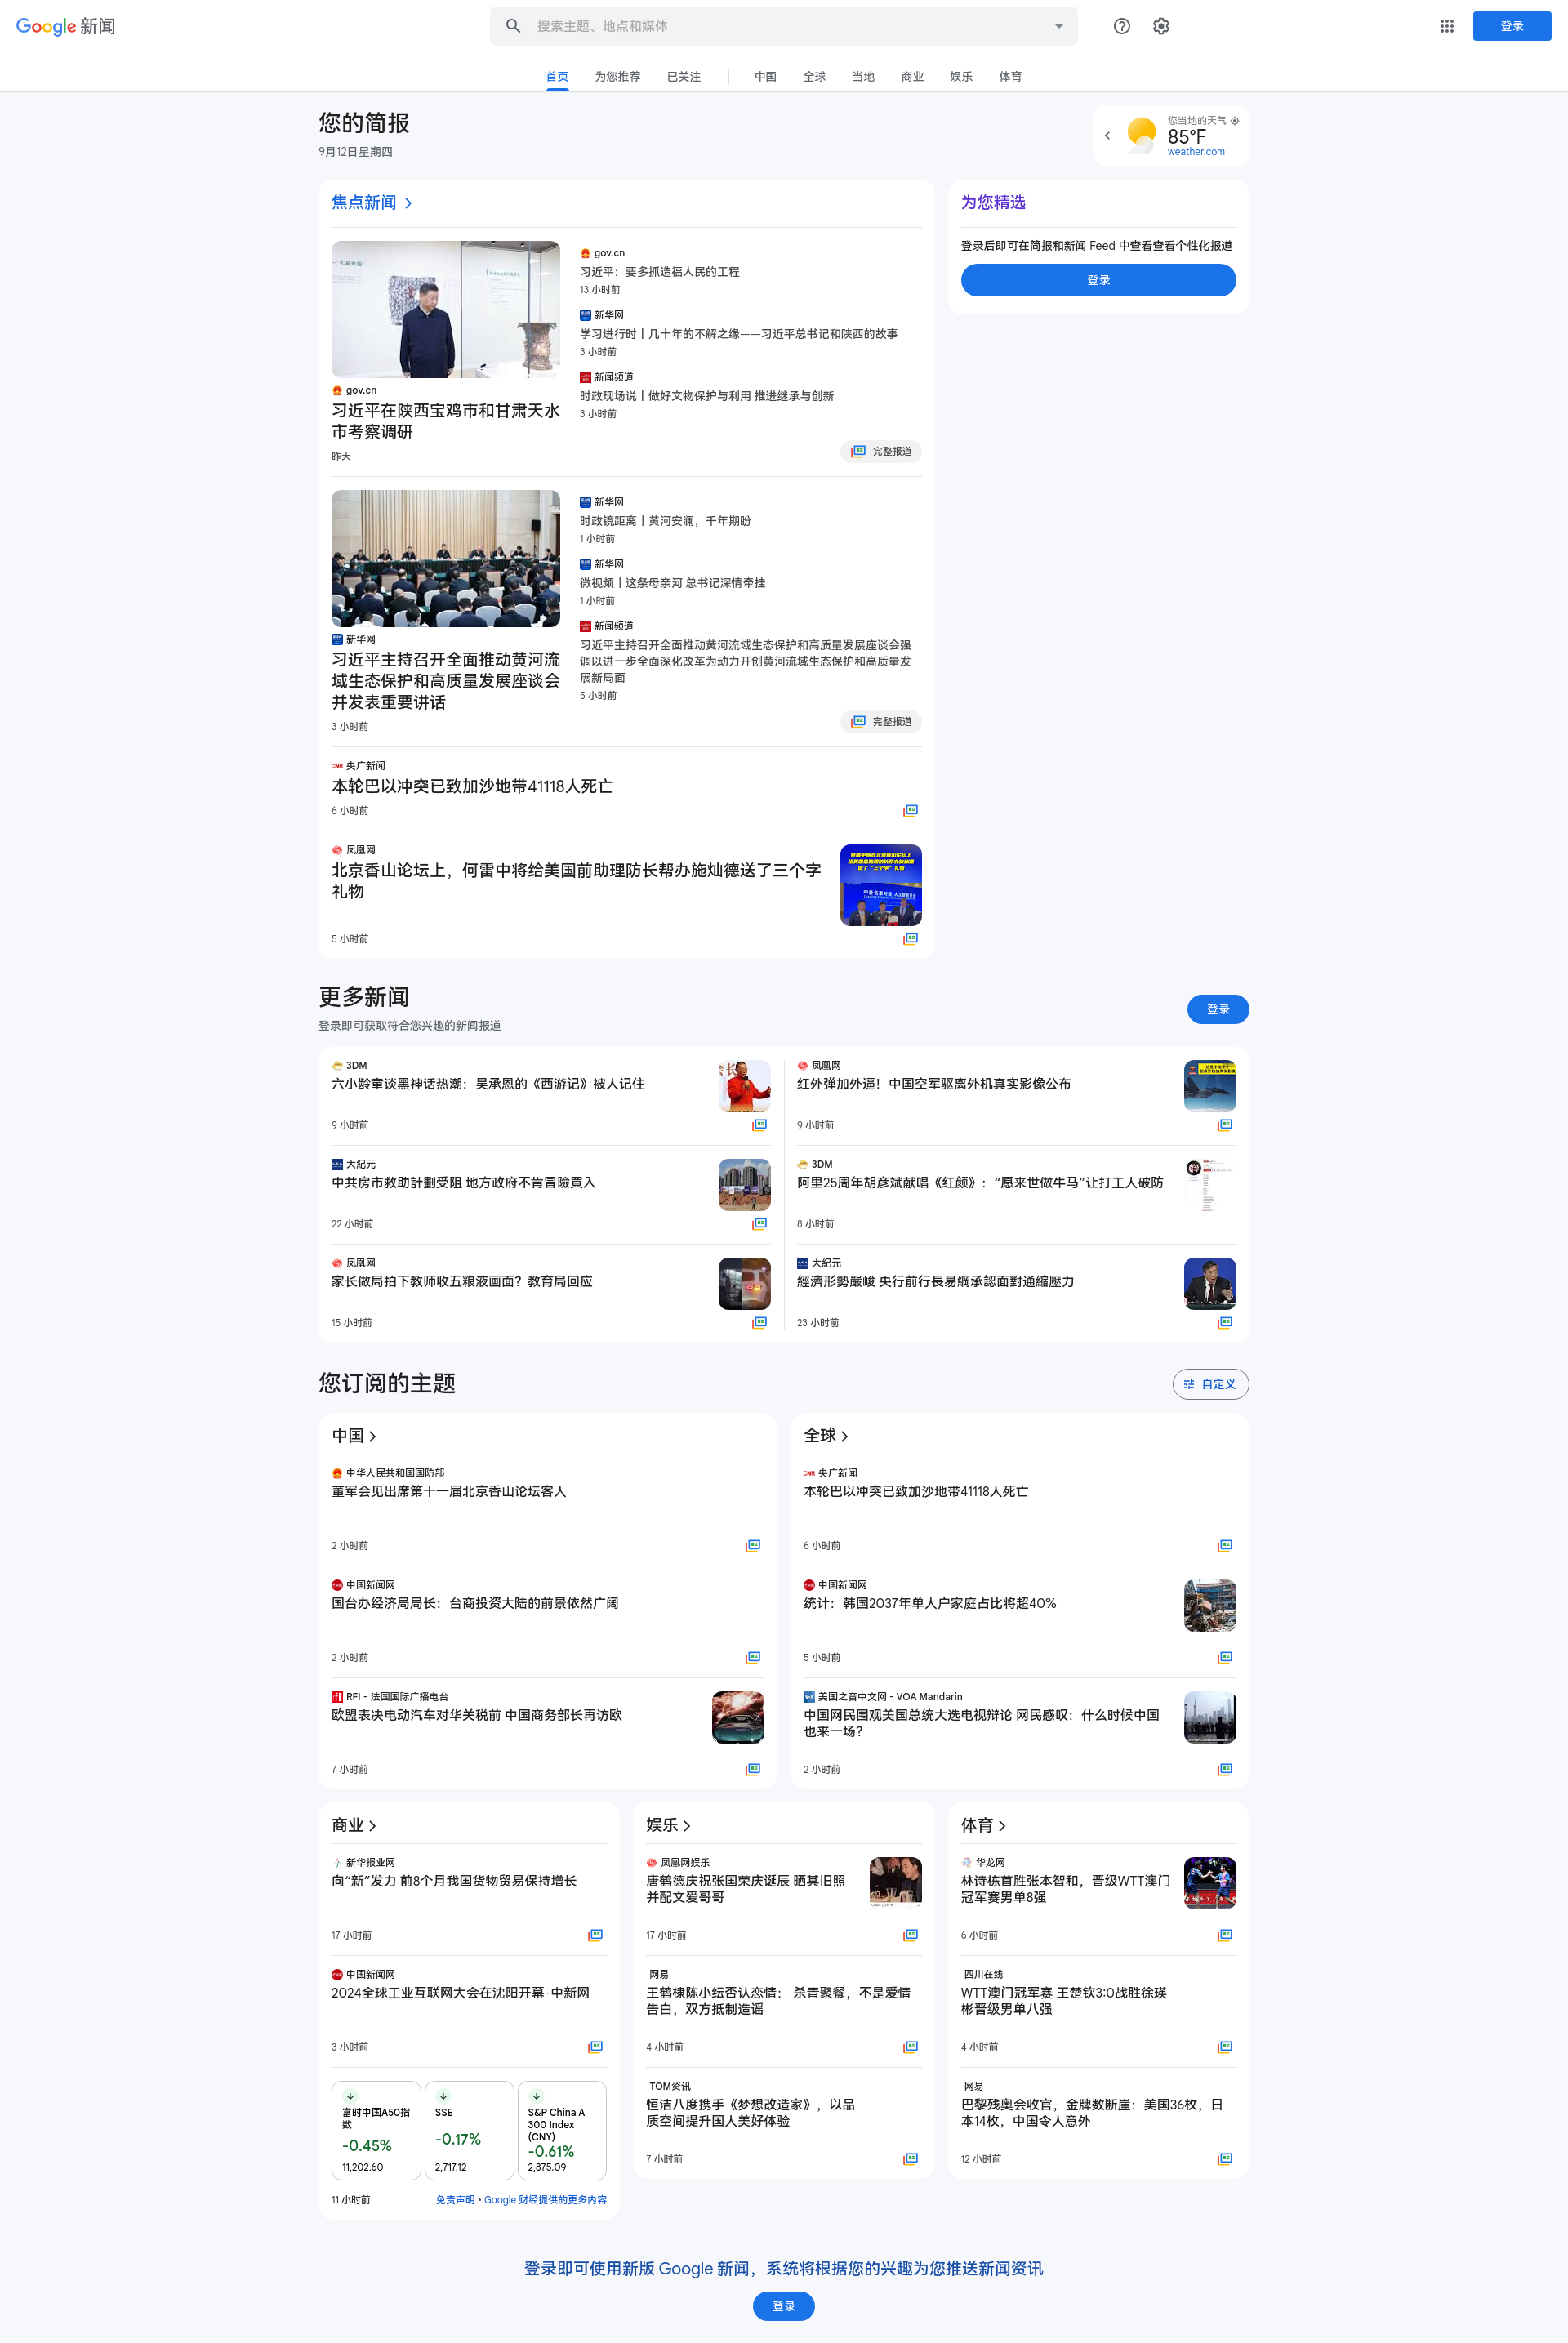 Google 新闻
搜索主题、地点和媒体
登录
首页
为您推荐
已关注
中国
全球
当地
商业
娱乐
体育
您的简报
9月12日星期四
您当地的天气
85°F
weather.com
焦点新闻
gov.cn
习近平在陕西宝鸡市和甘肃天水
市考察调研
昨天
gov.cn
习近平：要多抓造福人民的工程
13 小时前
新华网
学习进行时丨几十年的不解之缘——习近平总书记和陕西的故事
3 小时前
新闻频道
时政现场说丨做好文物保护与利用 推进继承与创新
3 小时前
完整报道
新华网
习近平主持召开全面推动黄河流
域生态保护和高质量发展座谈会
并发表重要讲话
3 小时前
新华网
时政镜距离丨黄河安澜，千年期盼
1 小时前
新华网
微视频丨这条母亲河 总书记深情牵挂
1 小时前
新闻频道
习近平主持召开全面推动黄河流域生态保护和高质量发展座谈会强
调以进一步全面深化改革为动力开创黄河流域生态保护和高质量发
展新局面
5 小时前
完整报道
央广新闻
本轮巴以冲突已致加沙地带41118人死亡
6 小时前
凤凰网
北京香山论坛上，何雷中将给美国前助理防长帮办施灿德送了三个字
礼物
5 小时前
为您精选
登录后即可在简报和新闻 Feed 中查看查看个性化报道
登录
更多新闻
登录即可获取符合您兴趣的新闻报道
登录
3DM
六小龄童谈黑神话热潮：吴承恩的《西游记》被人记住
9 小时前
大紀元
中共房市救助計劃受阻 地方政府不肯冒險買入
22 小时前
凤凰网
家长做局拍下教师收五粮液画面？教育局回应
15 小时前
凤凰网
红外弹加外逼！中国空军驱离外机真实影像公布
9 小时前
3DM
阿里25周年胡彦斌献唱《红颜》：“愿来世做牛马”让打工人破防
8 小时前
大紀元
經濟形勢嚴峻 央行前行長易綱承認面對通縮壓力
23 小时前
您订阅的主题
自定义
中国
中华人民共和国国防部
董军会见出席第十一届北京香山论坛客人
2 小时前
中国新闻网
国台办经济局局长：台商投资大陆的前景依然广阔
2 小时前
RFI - 法国国际广播电台
欧盟表决电动汽车对华关税前 中国商务部长再访欧
7 小时前
全球
央广新闻
本轮巴以冲突已致加沙地带41118人死亡
6 小时前
中国新闻网
统计：韩国2037年单人户家庭占比将超40%
5 小时前
美国之音中文网 - VOA Mandarin
中国网民围观美国总统大选电视辩论 网民感叹：什么时候中国
也来一场？
2 小时前
商业
新华报业网
向“新”发力 前8个月我国货物贸易保持增长
17 小时前
中国新闻网
2024全球工业互联网大会在沈阳开幕-中新网
3 小时前
富时中国A50指
数
-0.45%
11,202.60
SSE
-0.17%
2,717.12
S&P China A
300 Index
(CNY)
-0.61%
2,875.09
11 小时前
免责声明 • Google 财经提供的更多内容
娱乐
凤凰网娱乐
唐鹤德庆祝张国荣庆诞辰 晒其旧照
并配文爱哥哥
17 小时前
网易
王鹤棣陈小纭否认恋情： 杀青聚餐，不是爱情
告白，双方抵制造谣
4 小时前
TOM资讯
恒洁八度携手《梦想改造家》，以品
质空间提升国人美好体验
7 小时前
体育
华龙网
林诗栋首胜张本智和，晋级WTT澳门
冠军赛男单8强
6 小时前
四川在线
WTT澳门冠军赛 王楚钦3:0战胜徐瑛
彬晋级男单八强
4 小时前
网易
巴黎残奥会收官，金牌数断崖：美国36枚，日
本14枚，中国令人意外
12 小时前
登录即可使用新版 Google 新闻，系统将根据您的兴趣为您推送新闻资讯
登录